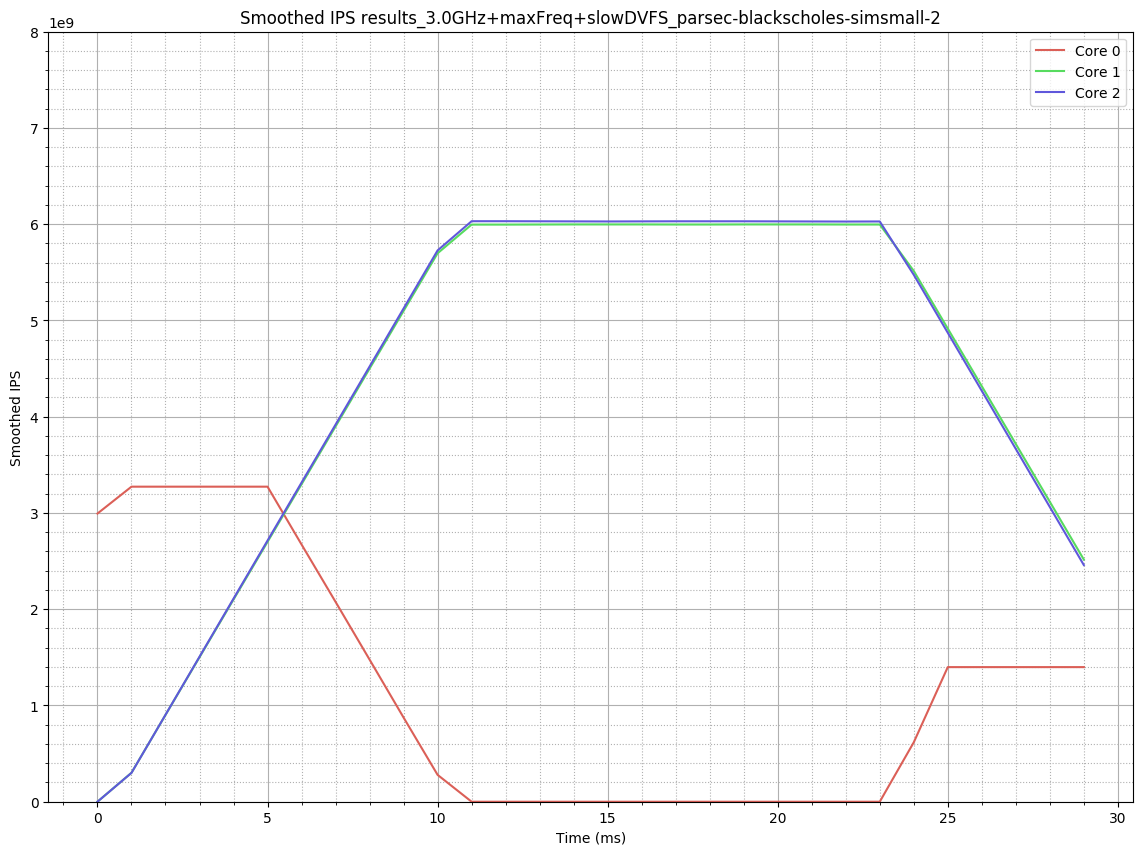 Smoothed IPS results_3.0GHz+maxFreq+slowDVFS_parsec-blackscholes-simsmall-2
1e9
8
7
6
5
4
3
2
1
0
Smoothed IPS
Core 0
Core 1
Core 2
0 5 10 15 20 25 30
Time (ms)